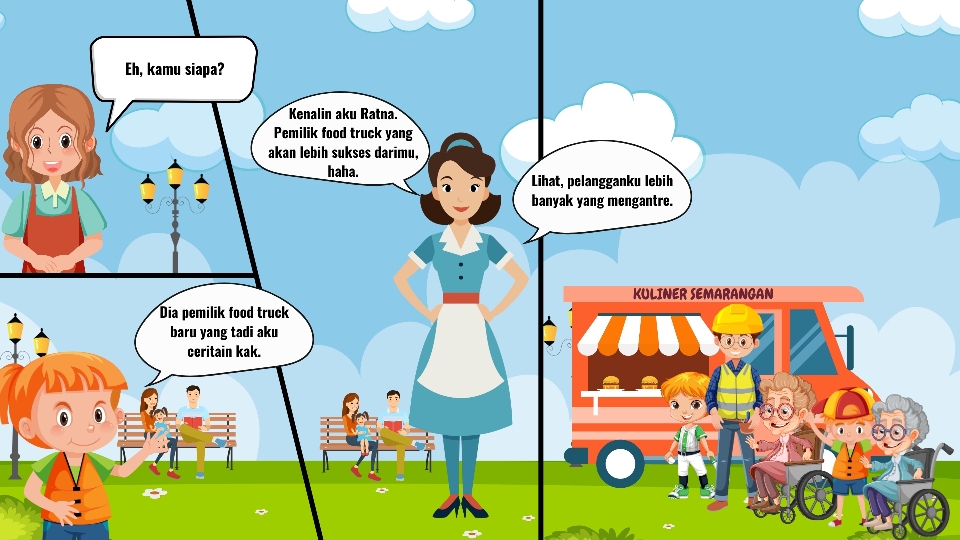 Eh, kamu siapa?
Kenalin aku Ratna.
Pemilik food truck yang
akan lebih sukses darimu,
haha.
Lihat, pelangganku lebih
banyak yang mengantre.
Dia pemilik food truck
baru yang tadi aku
ceritain kak.
KULINER SEMARANGAN